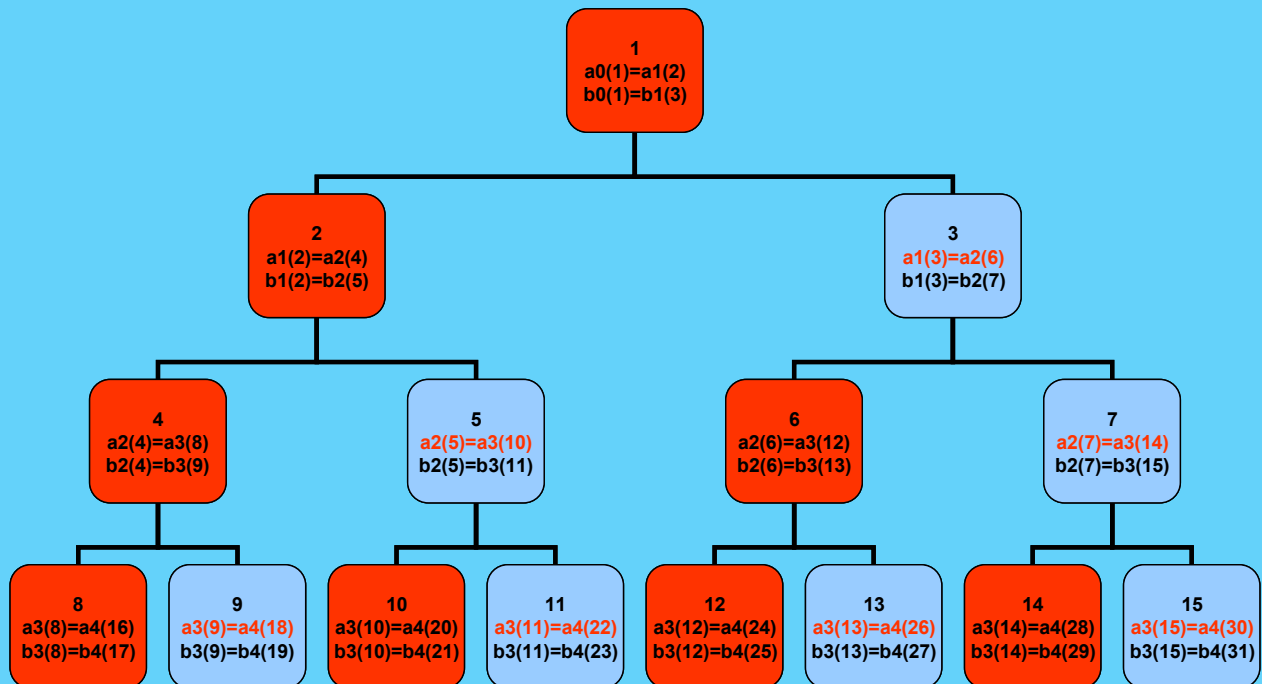 1
a0(1)=a1(2)
b0(1)=b1(3)
2
a1(2)=a2(4)
b1(2)=b2(5)
3
a1(3)=a2(6)
b1(3)=b2(7)
4
a2(4)=a3(8)
b2(4)=b3(9)
5
a2(5)=a3(10)
b2(5)=b3(11)
6
a2(6)=a3(12)
b2(6)=b3(13)
7
a2(7)=a3(14)
b2(7)=b3(15)
8
a3(8)=a4(16)
b3(8)=b4(17)
9
a3(9)=a4(18)
b3(9)=b4(19)
10
a3(10)=a4(20)
b3(10)=b4(21)
11
a3(11)=a4(22)
b3(11)=b4(23)
12
a3(12)=a4(24)
b3(12)=b4(25)
13
a3(13)=a4(26)
b3(13)=b4(27)
14
a3(14)=a4(28)
b3(14)=b4(29)
15
a3(15)=a4(30)
b3(15)=b4(31)